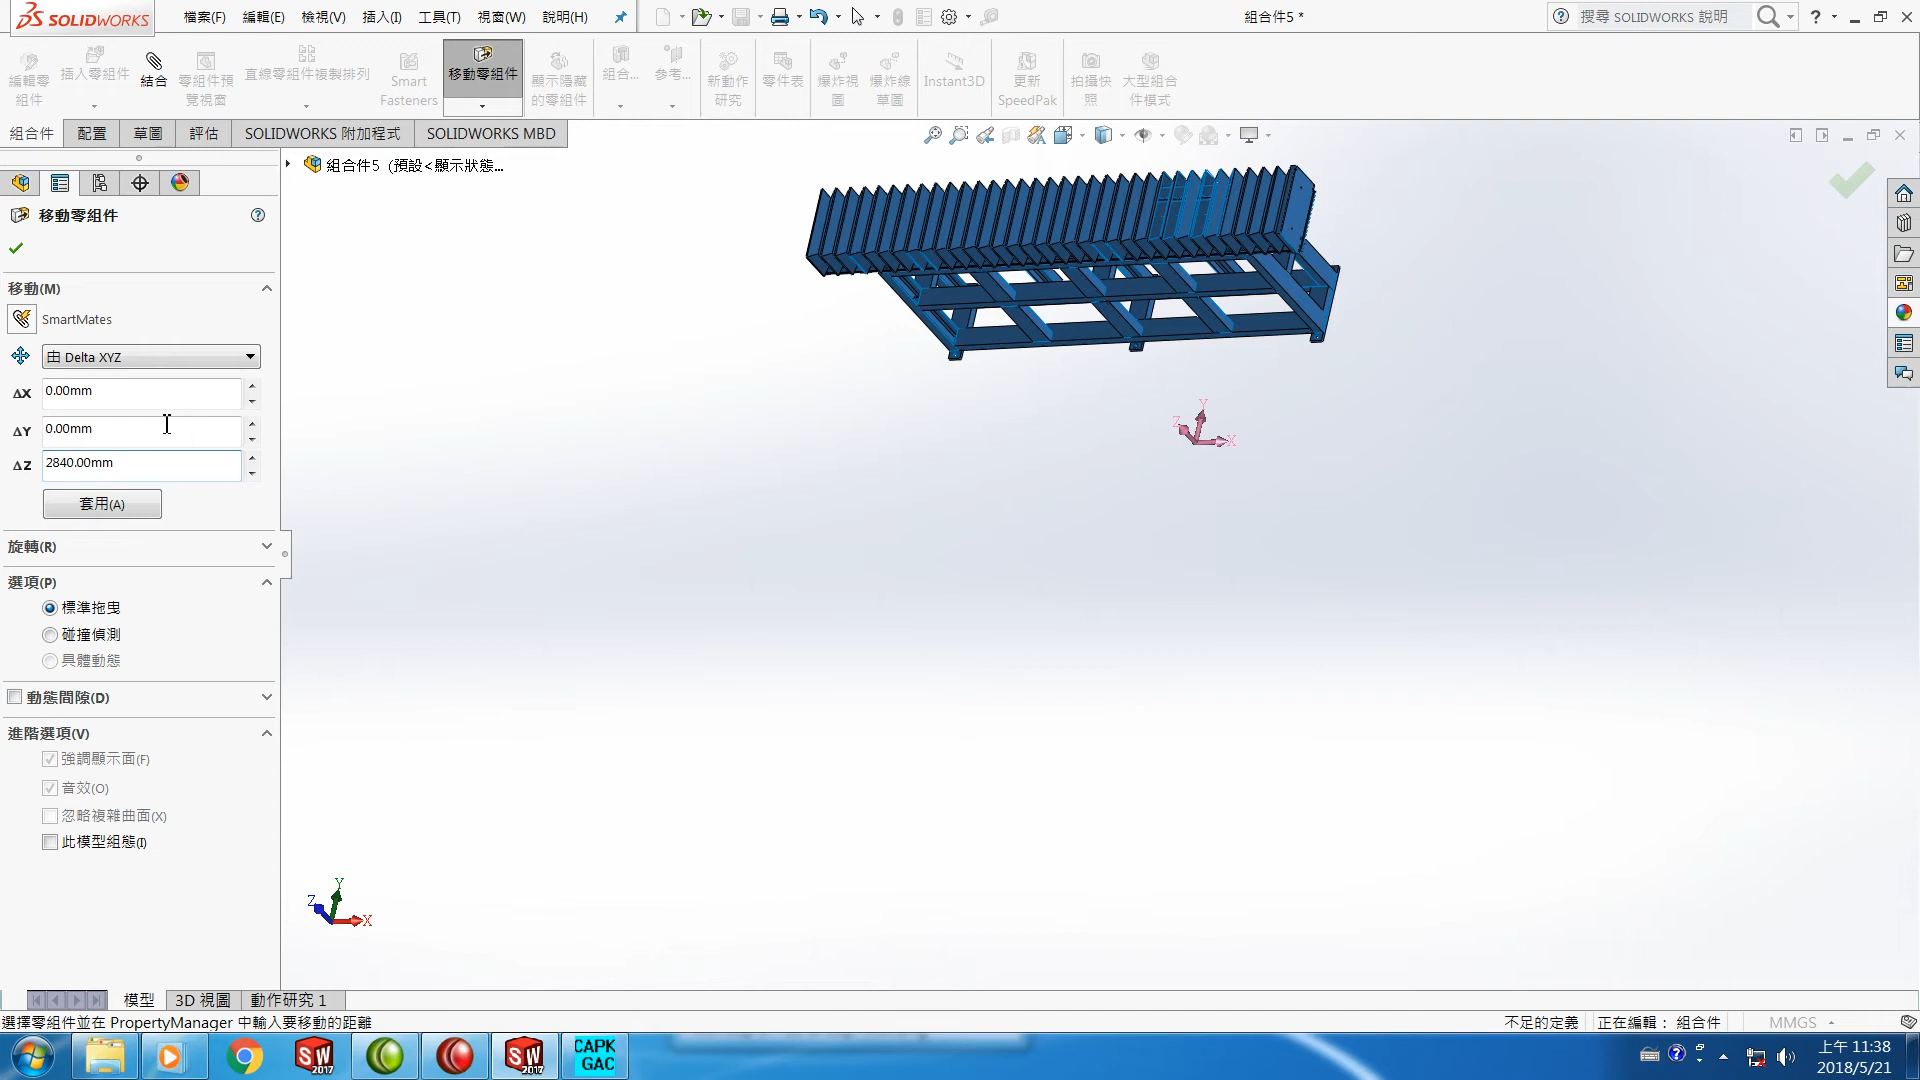 SOLIDWORKS 檔案(F) 編輯(E) 檢視(V) 插入(I) 工具(T) 視窗(W) 說明(H) 組合件5 * 搜尋 SOLIDWORKS 說明 ?
編輯零組件
插入零組件
結合
零組件預覽視窗
直線零組件複製排列
Smart Fasteners
移動零組件
顯示隱藏的零組件
組合...
參考...
新動作研究
零件表
爆炸視圖
爆炸線草圖
Instant3D
更新 SpeedPak
拍攝快照
大型組合件模式
組合件 配置 草圖 評估 SOLIDWORKS 附加程式 SOLIDWORKS MBD
組合件5 (預設<顯示狀態...
移動零組件
移動(M)
SmartMates
由 Delta XYZ
ΔX 0.00mm
ΔY 0.00mm
ΔZ 2840.00mm
套用(A)
旋轉(R)
選項(P)
標準拖曳
碰撞偵測
具體動態
動態間隙(D)
進階選項(V)
強調顯示面(F)
音效(O)
忽略複雜曲面(X)
此模型組態(I)
Y
Z
X
Y
Z
X
模型 3D 視圖 動作研究 1
選擇零組件並在 PropertyManager 中輸入要移動的距離 不足的定義 正在編輯： 組合件 MMGS
SW 2017
SW 2017
CAPK GAC
上午 11:38
2018/5/21